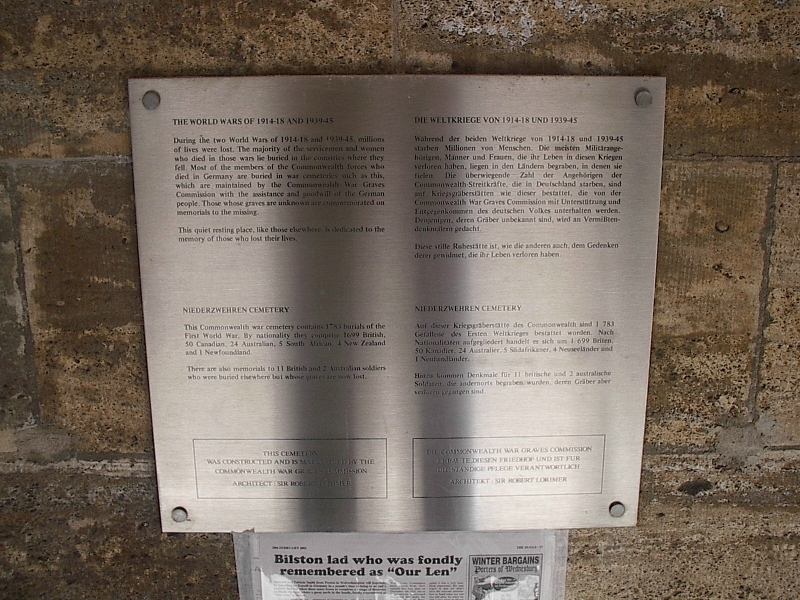 THE WORLD WARS OF 1914-18 AND 1939-45
During the two World Wars of 1914-18 and 1939-45, millions
of lives were lost. The majority of the servicemen and women
who died in those wars lie buried in the countries where they
fell. Most of the members of the Commonwealth forces who
died in Germany are buried in war cemeteries such as this,
which are maintained by the Commonwealth War Graves
Commission with the assistance and goodwill of the German
people. Those whose graves are unknown are commemorated on
memorials to the missing.
This quiet resting place, like those elsewhere, is dedicated to the
memory of those who lost their lives.
NIEDERZWEHREN CEMETERY
This Commonwealth war cemetery contains 1783 burials of the
First World War. By nationality they comprise 1699 British,
50 Canadian, 24 Australian, 5 South African, 4 New Zealand
and 1 Newfoundland.
There are also memorials to 11 British and 2 Australian soldiers
who were buried elsewhere but whose graves are now lost.
THIS CEMETERY
WAS CONSTRUCTED AND IS MAINTAINED BY THE
COMMONWEALTH WAR GRAVES COMMISSION
ARCHITECT : SIR ROBERT LORIMER
DIE WELTKRIEGE VON 1914-18 UND 1939-45
Während der beiden Weltkriege von 1914-18 und 1939-45
starben Millionen von Menschen. Die meisten Militärange-
hörigen, Männer und Frauen, die ihr Leben in diesen Kriegen
verloren haben, liegen in den Ländern begraben, in denen sie
fielen. Die überwiegende Zahl der Angehörigen der
Commonwealth-Streitkräfte, die in Deutschland starben, sind
auf Kriegsgräberstätten wie dieser bestattet, die von der
Commonwealth War Graves Commission mit Unterstützung und
Entgegenkommen des deutschen Volkes unterhalten werden.
Denjenigen, deren Gräber unbekannt sind, wird an Vermißten-
denkmälern gedacht.
Diese stille Ruhestätte ist, wie die anderen auch, dem Gedenken
derer gewidmet, die ihr Leben verloren haben.
NIEDERZWEHREN CEMETERY
Auf dieser Kriegsgräberstätte des Commonwealth sind 1 783
Gefallene des Ersten Weltkrieges bestattet worden. Nach
Nationalitäten aufgegliedert handelt es sich um 1 699 Briten,
50 Kanadier, 24 Australier, 5 Südafrikaner, 4 Neuseeländer und
1 Neufundländer.
Hinzu kommen Denkmale für 11 britische und 2 australische
Soldaten, die andernorts begraben wurden, deren Gräber aber
verloren gegangen sind.
DIE COMMONWEALTH WAR GRAVES COMMISSION
ERBAUTE DIESEN FRIEDHOF UND IST FÜR
DIE STÄNDIGE PFLEGE VERANTWORTLICH
ARCHITEKT : SIR ROBERT LORIMER
Bilston lad who was fondly
remembered as "Our Len"
WINTER BARGAINS
Porters of Wednesbury